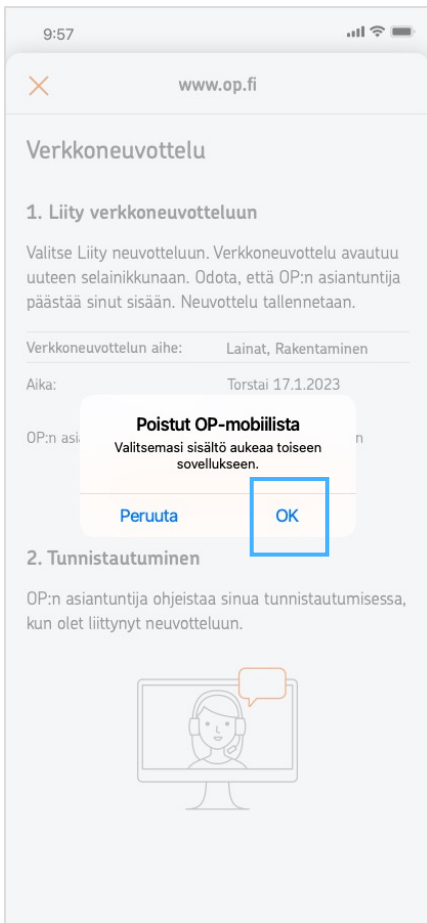 9:57
www.op.fi
Verkkoneuvottelu
1. Liity verkkoneuvotteluun
Valitse Liity neuvotteluun. Verkkoneuvottelu avautuu
uuteen selainikkunaan. Odota, että OP:n asiantuntija
päästää sinut sisään. Neuvottelu tallennetaan.
Verkkoneuvottelun aihe: Lainat, Rakentaminen
Aika: Torstai 17.1.2023
Poistut OP-mobiilista
OP:n asi n
Valitsemasi sisältö aukeaa toiseen
sovellukseen.
Peruuta OK
2. Tunnistautuminen
OP:n asiantuntija ohjeistaa sinua tunnistautumisessa,
kun olet liittynyt neuvotteluun.